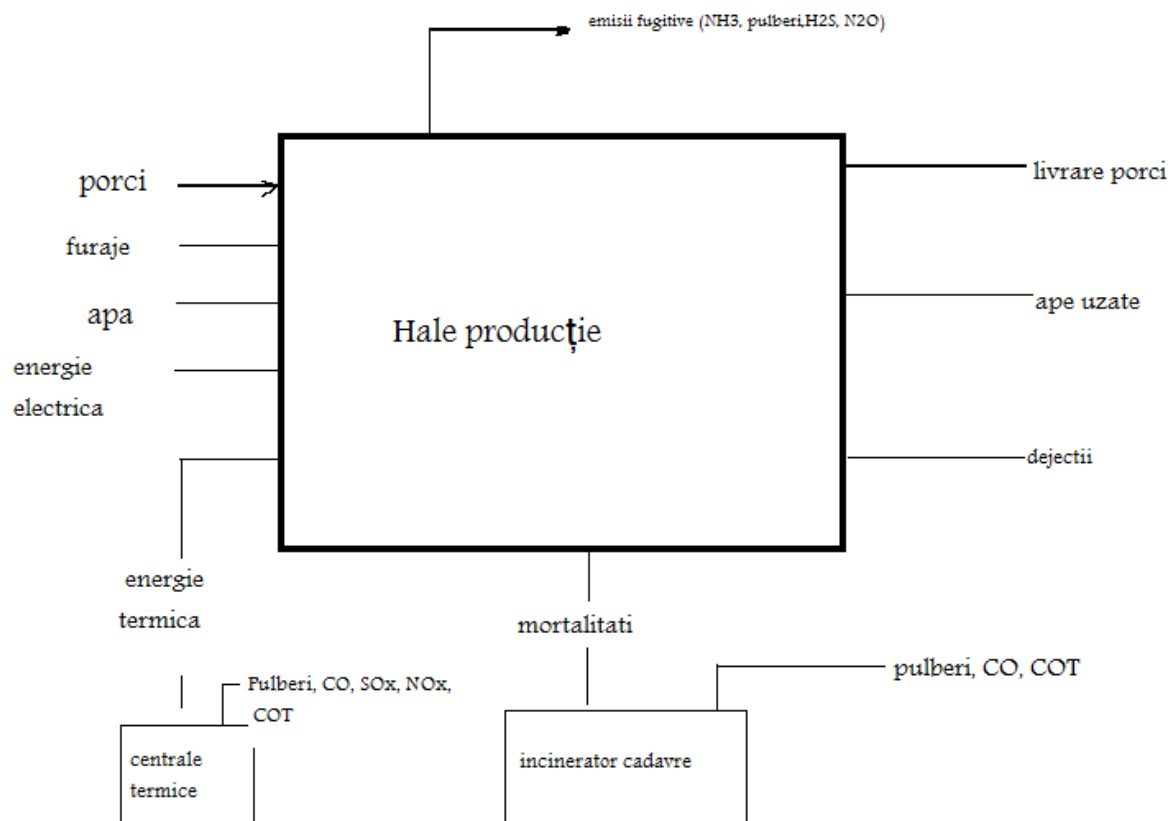 emisii fugitive (NH3, pulberi,H2S, N2O)
porci
furaje
apa
energie
electrica
Hale producție
livrare porci
ape uzate
dejectii
energie
termica
mortalitati
Pulberi, CO, SOx, NOx,
COT
pulberi, CO, COT
centrale
termice
incinerator cadavre